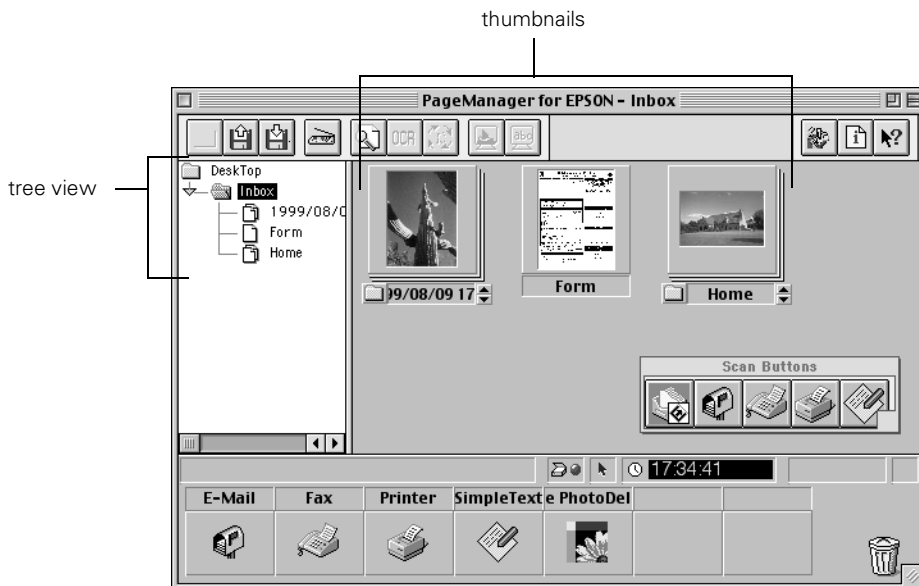 thumbnails
PageManager for EPSON – Inbox
OCR
abc
?
tree view
DeskTop
Inbox
1999/08/0
Form
Home
99/08/09 17
Form
Home
Scan Buttons
17:34:41
E-Mail
Fax
Printer
SimpleText
e PhotoDel